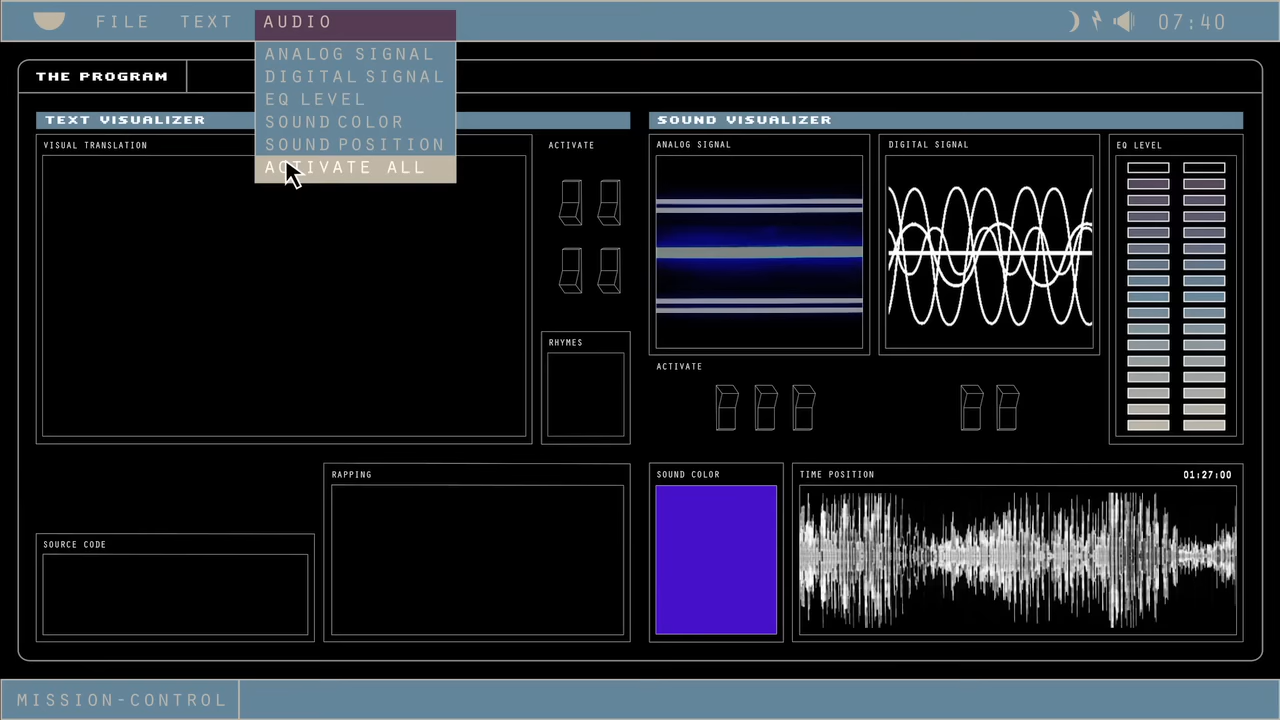 FILE TEXT AUDIO 07:40
ANALOG SIGNAL
DIGITAL SIGNAL
EQ LEVEL
SOUND COLOR
SOUND POSITION
ACTIVATE ALL
THE PROGRAM
TEXT VISUALIZER
VISUAL TRANSLATION
ACTIVATE
RHYMES
RAPPING
SOURCE CODE
SOUND VISUALIZER
ANALOG SIGNAL
DIGITAL SIGNAL
EQ LEVEL
ACTIVATE
SOUND COLOR
TIME POSITION 01:27:00
MISSION-CONTROL